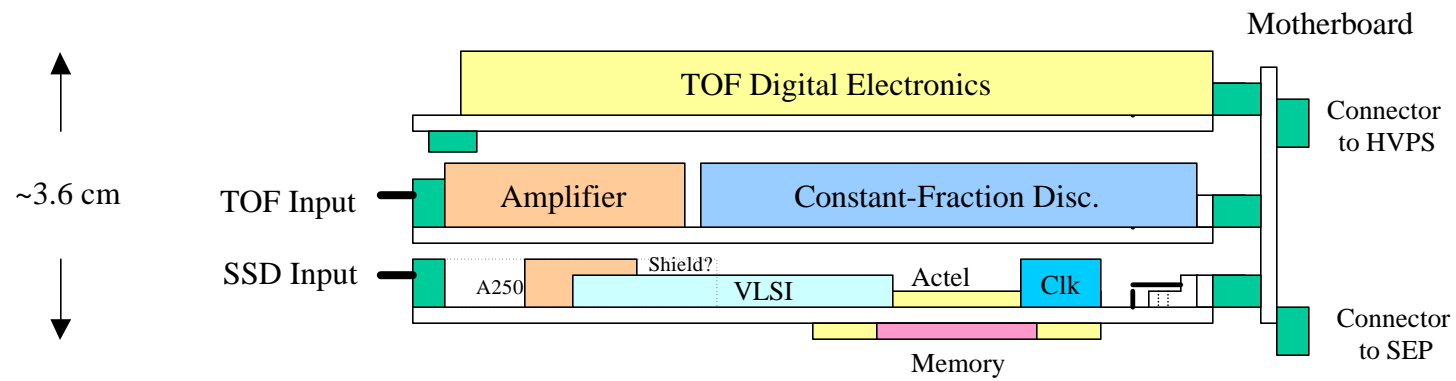 Motherboard
TOF Digital Electronics
Connector
to HVPS
~3.6 cm
TOF Input
Amplifier
Constant-Fraction Disc.
SSD Input
Shield?
A250
VLSI
Actel
Clk
Connector
to SEP
Memory